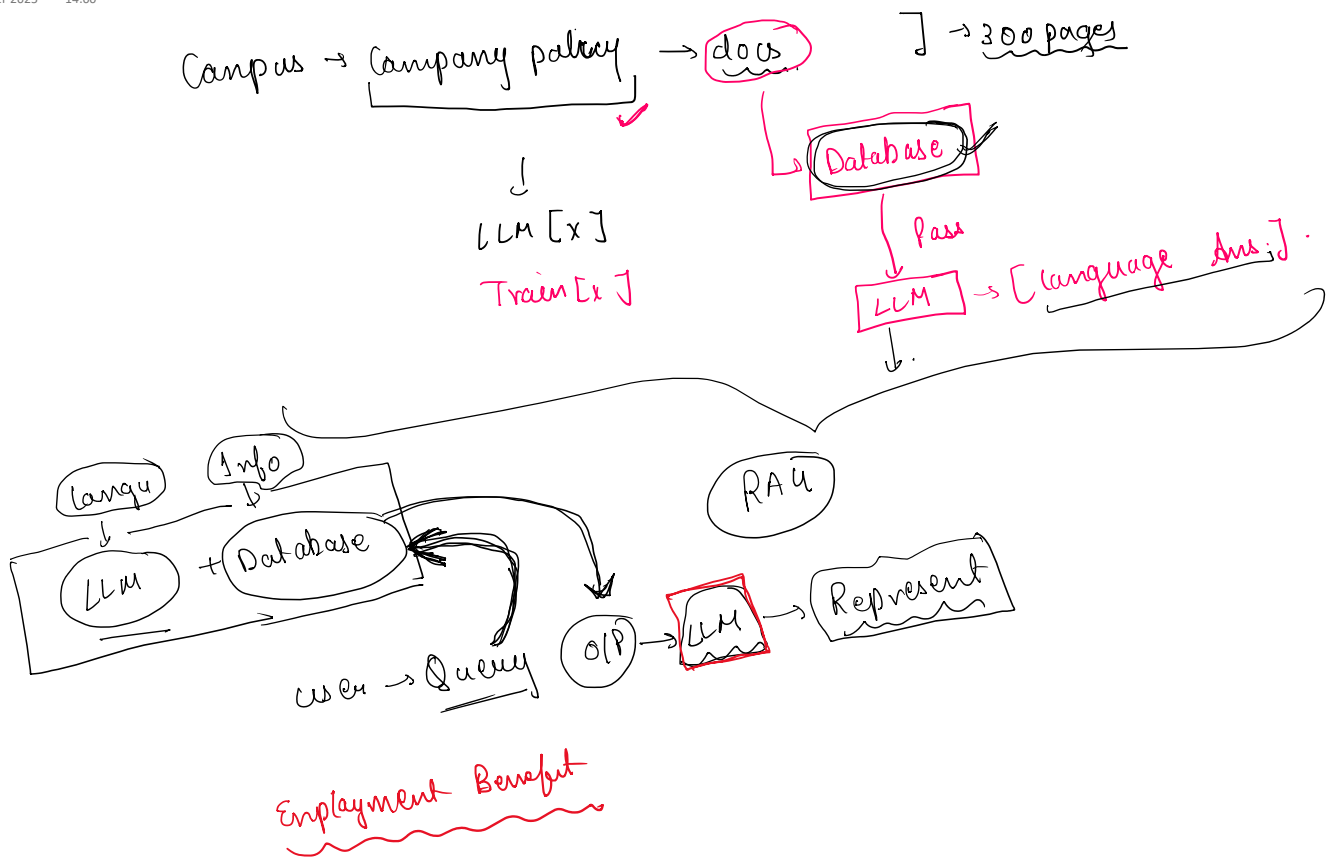 Canpus → Company policy → docs ] → 300 pages
Database
LLM [x]
Pass
Train [x]
LLM → [language Ans.].
Info
Langu
RAG
LLM + Database
Represent
O/P → LLM →
user → Query
Employment Benefit